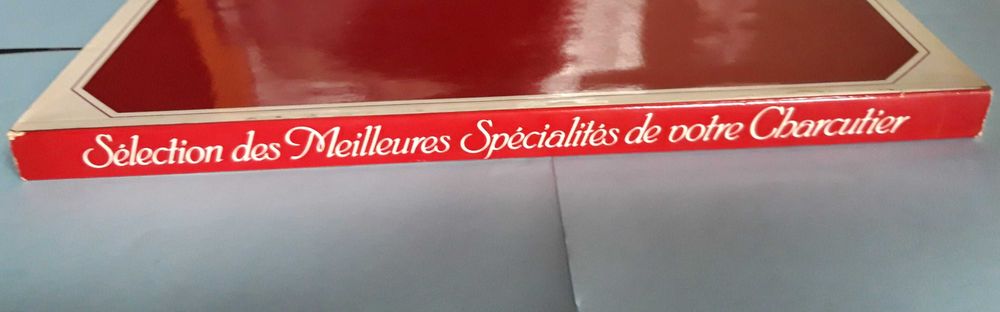 Sélection des Meilleures Spécialités de votre Charcutier